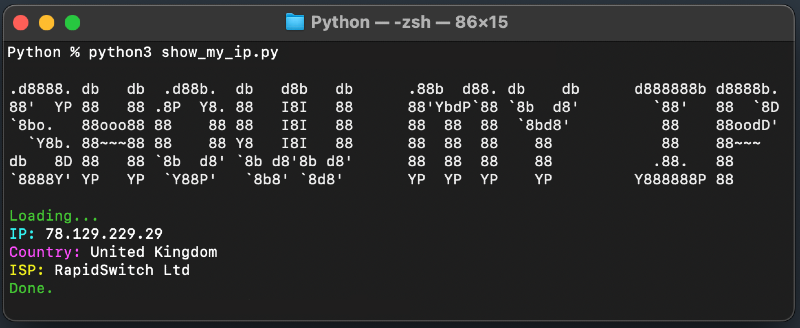 Python — -zsh — 86×15
Python % python3 show_my_ip.py
.d8888. db   db  .d88b.  db   d8b   db      .88b  d88. db    db      d888888b d8888b.
88'  YP 88   88 .8P  Y8. 88   I8I   88      88'YbdP`88 `8b  d8'        `88'   88  `8D
`8bo.   88ooo88 88    88 88   I8I   88      88  88  88  `8bd8'          88    88oodD'
  `Y8b. 88~~~88 88    88 Y8   I8I   88      88  88  88    88            88    88~~~
db   8D 88   88 `8b  d8' `8b d8'8b d8'      88  88  88    88           .88.   88
`8888Y' YP   YP  `Y88P'   `8b8' `8d8'       YP  YP  YP    YP         Y888888P 88
Loading...
IP: 78.129.229.29
Country: United Kingdom
ISP: RapidSwitch Ltd
Done.